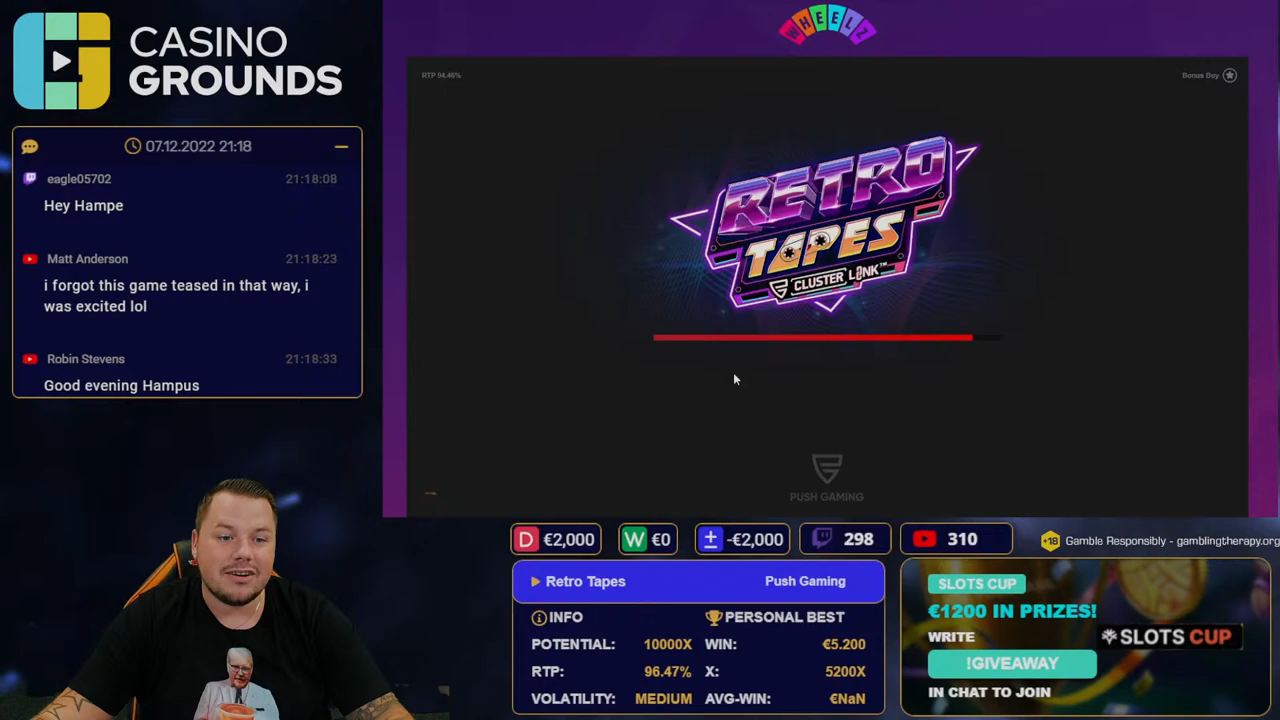 CASINO
GROUNDS
07.12.2022 21:18
eagle05702 21:18:08
Hey Hampe
Matt Anderson 21:18:23
i forgot this game teased in that way, i
was excited lol
Robin Stevens 21:18:33
Good evening Hampus
WHEELZ
RTP 94.46%
Bonus Buy
RETRO
TAPES
CLUSTER LINK™
PUSH GAMING
D €2,000
W €0
± -€2,000
298
310
+18 Gamble Responsibly - gamblingtherapy.org
Retro Tapes Push Gaming
INFO PERSONAL BEST
POTENTIAL: 10000X WIN: €5.200
RTP: 96.47% X: 5200X
VOLATILITY: MEDIUM AVG-WIN: €NaN
SLOTS CUP
€1200 IN PRIZES!
WRITE
!GIVEAWAY
IN CHAT TO JOIN
SLOTS CUP